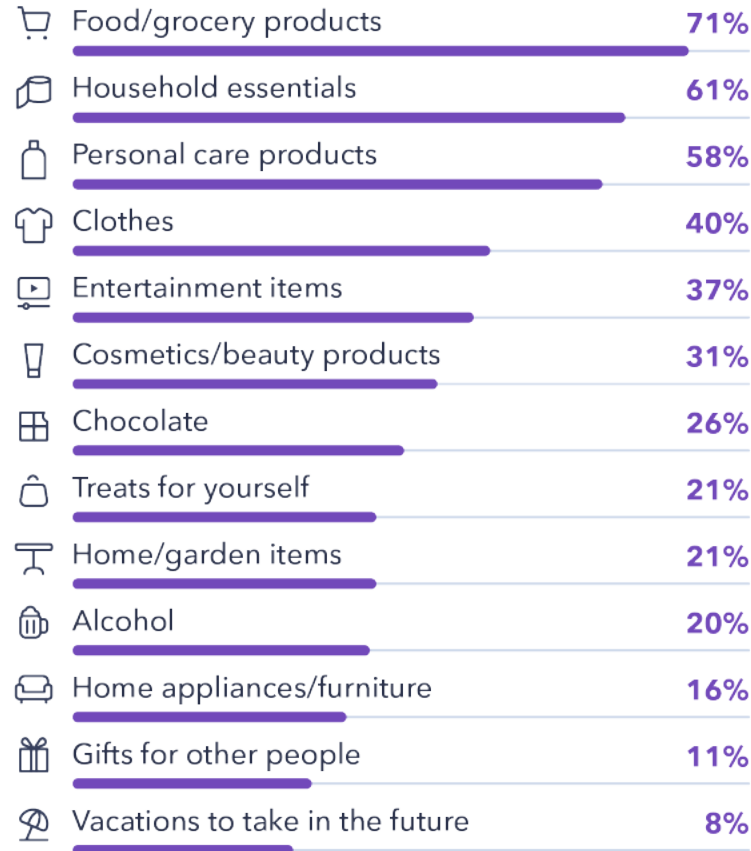 Food/grocery products 71%
Household essentials 61%
Personal care products 58%
Clothes 40%
Entertainment items 37%
Cosmetics/beauty products 31%
Chocolate 26%
Treats for yourself 21%
Home/garden items 21%
Alcohol 20%
Home appliances/furniture 16%
Gifts for other people 11%
Vacations to take in the future 8%